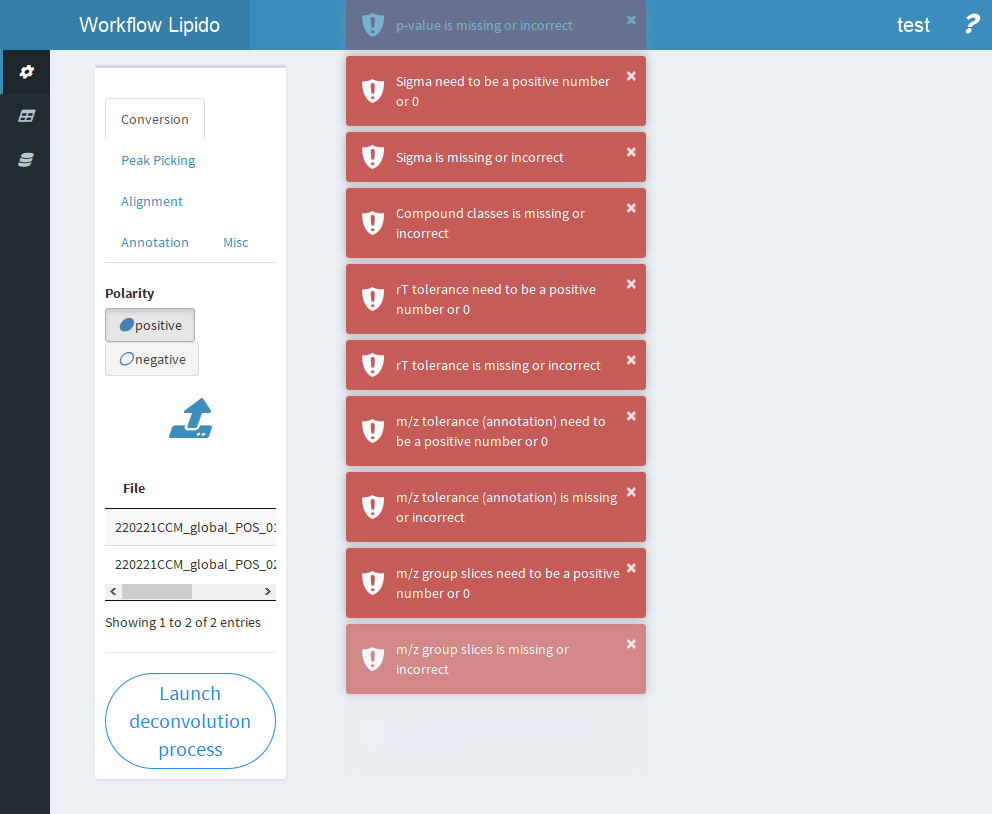 Workflow Lipido
test
?
Conversion
Peak Picking
Alignment
Annotation Misc
Polarity
positive
negative
File
220221CCM_global_POS_01
220221CCM_global_POS_02
Showing 1 to 2 of 2 entries
Launch
deconvolution
process
p-value is missing or incorrect ×
Sigma need to be a positive number ×
or 0
Sigma is missing or incorrect ×
Compound classes is missing or ×
incorrect
rT tolerance need to be a positive ×
number or 0
rT tolerance is missing or incorrect ×
m/z tolerance (annotation) need to ×
be a positive number or 0
m/z tolerance (annotation) is missing ×
or incorrect
m/z group slices need to be a positive ×
number or 0
m/z group slices is missing or ×
incorrect